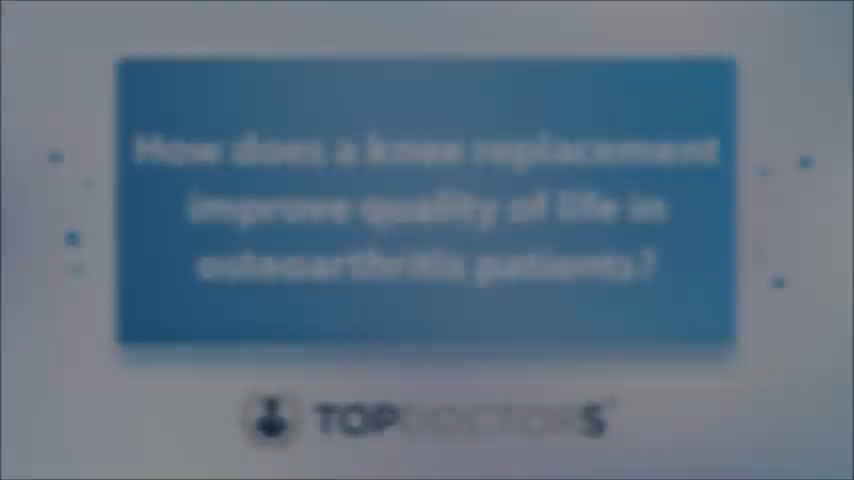 How does a knee replacement
improve quality of life in
osteoarthritis patients?
TOPDOCTORS